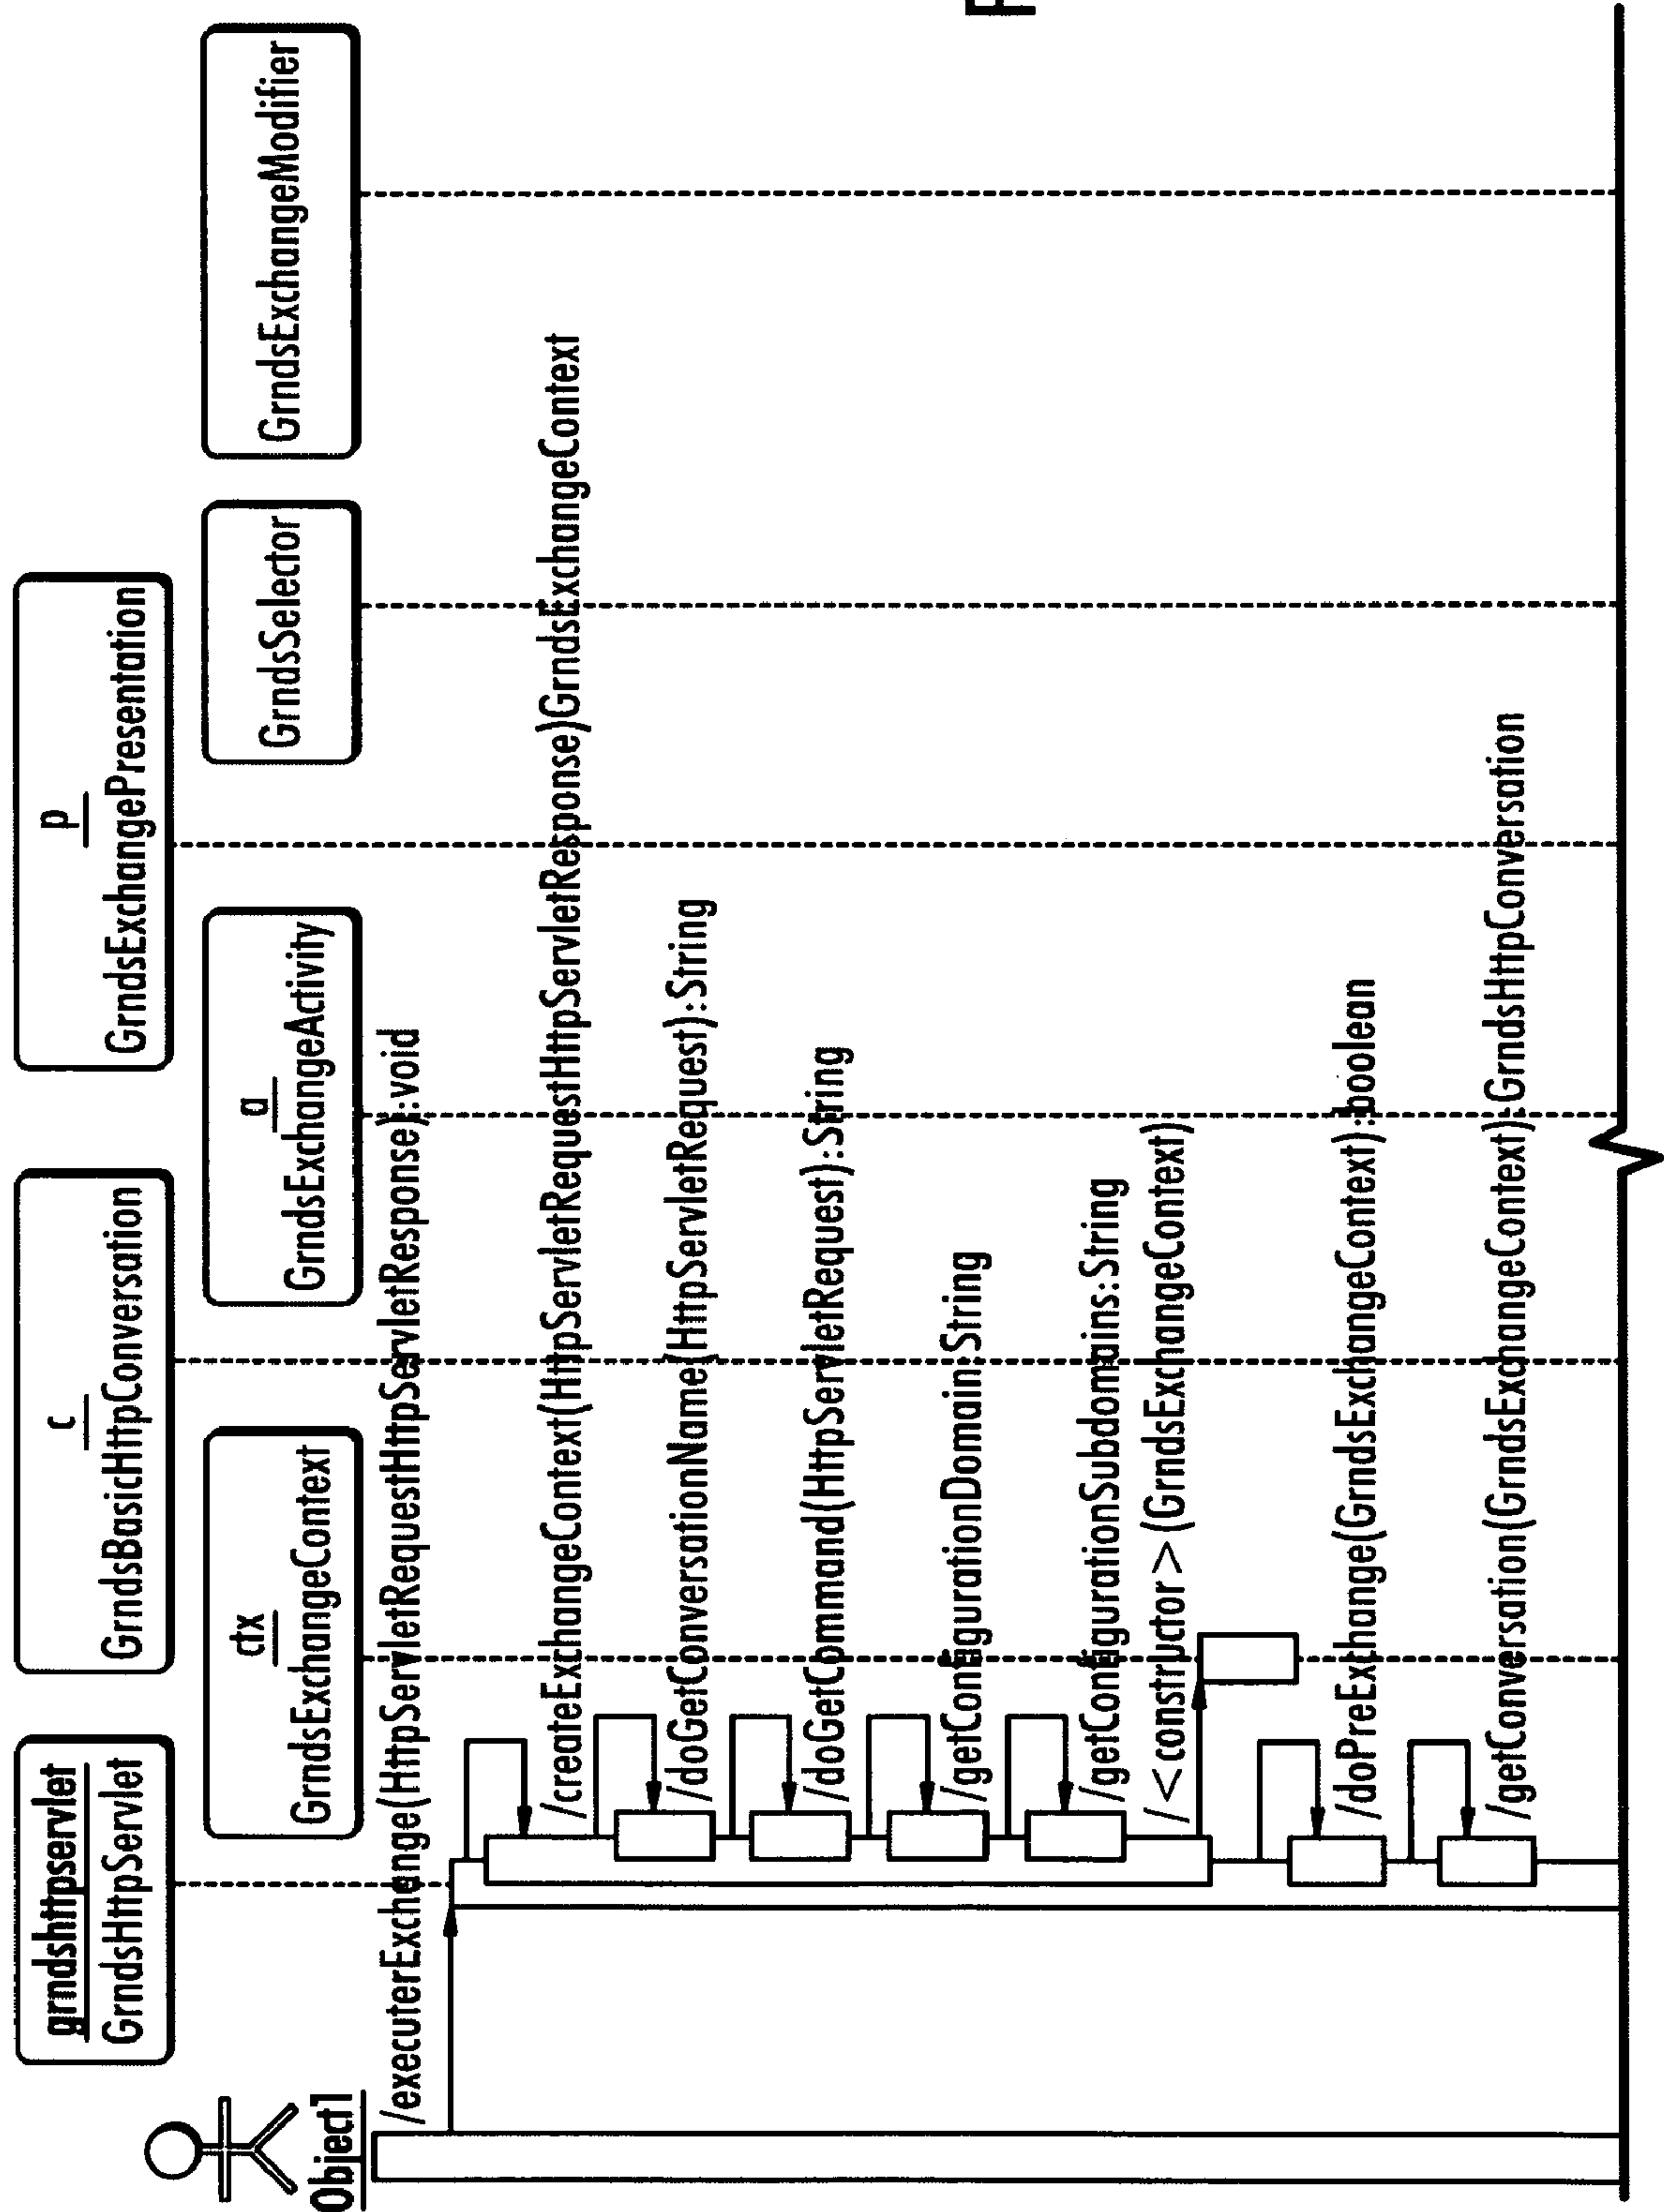 grndshttpservlet
GrndsHttpServlet
c
GrndsBasicHttpConversation
p
GrndsExchangePresentation
Object1
ctx
GrndsExchangeContext
a
GrndsExchangeActivity
GrndsSelector
GrndsExchangeModifier
/executerExchange(HttpServletRequestHttpServletResponse):void
/createExchangeContext(HttpServletRequestHttpServletResponse)GrndsExchangeContext
/doGetConversationName(HttpServletRequest):String
/doGetCommand(HttpServletRequest):String
/getConfigurationDomain:String
/getConfigurationSubdomains:String
/<constructor>(GrndsExchangeContext)
/doPreExchange(GrndsExchangeContext):boolean
/getConversation(GrndsExchangeContext):GrndsHttpConversation